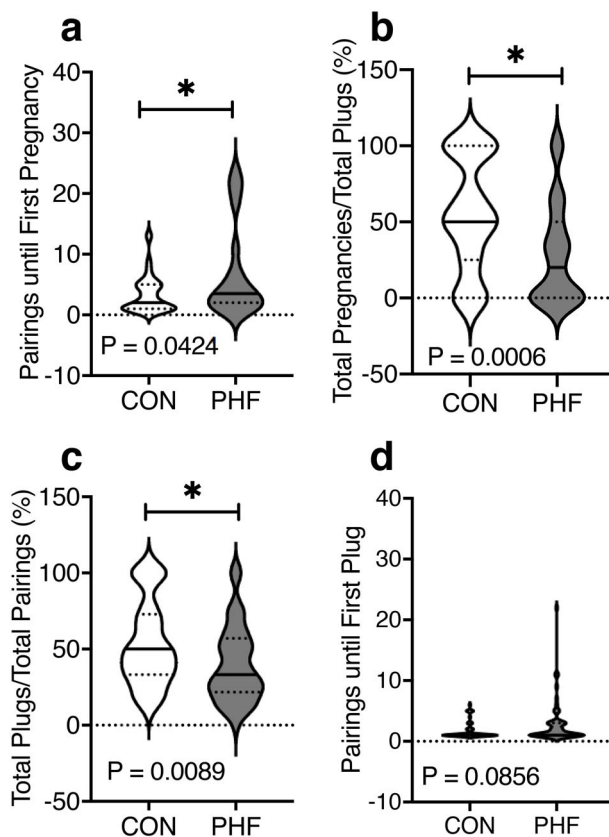 a
Pairings until First Pregnancy
40
30
20
10
0
-10
*
P = 0.0424
CON PHF
b
Total Pregnancies/Total Plugs (%)
150
100
50
0
-50
*
P = 0.0006
CON PHF
c
Total Plugs/Total Pairings (%)
150
100
50
0
-50
*
P = 0.0089
CON PHF
d
Pairings until First Plug
40
30
20
10
0
-10
P = 0.0856
CON PHF